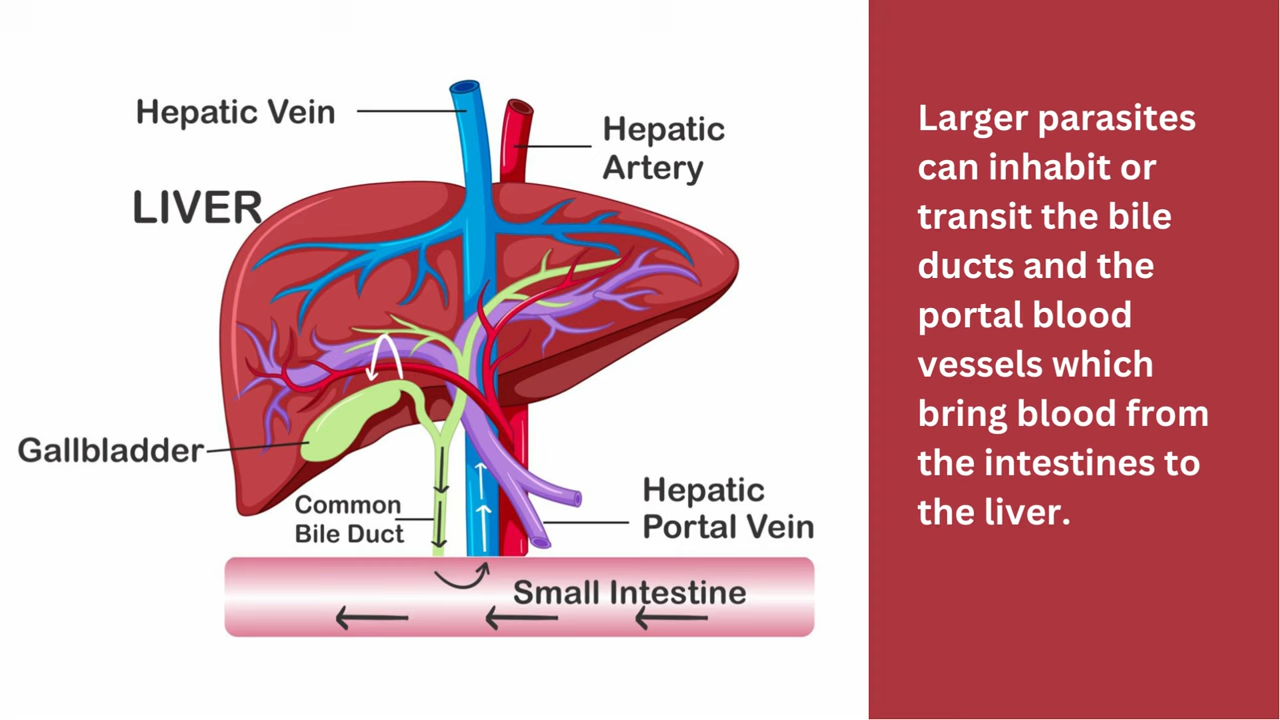 Hepatic Vein
Hepatic
Artery
LIVER
Gallbladder
Common
Bile Duct
Hepatic
Portal Vein
Small Intestine
Larger parasites
can inhabit or
transit the bile
ducts and the
portal blood
vessels which
bring blood from
the intestines to
the liver.